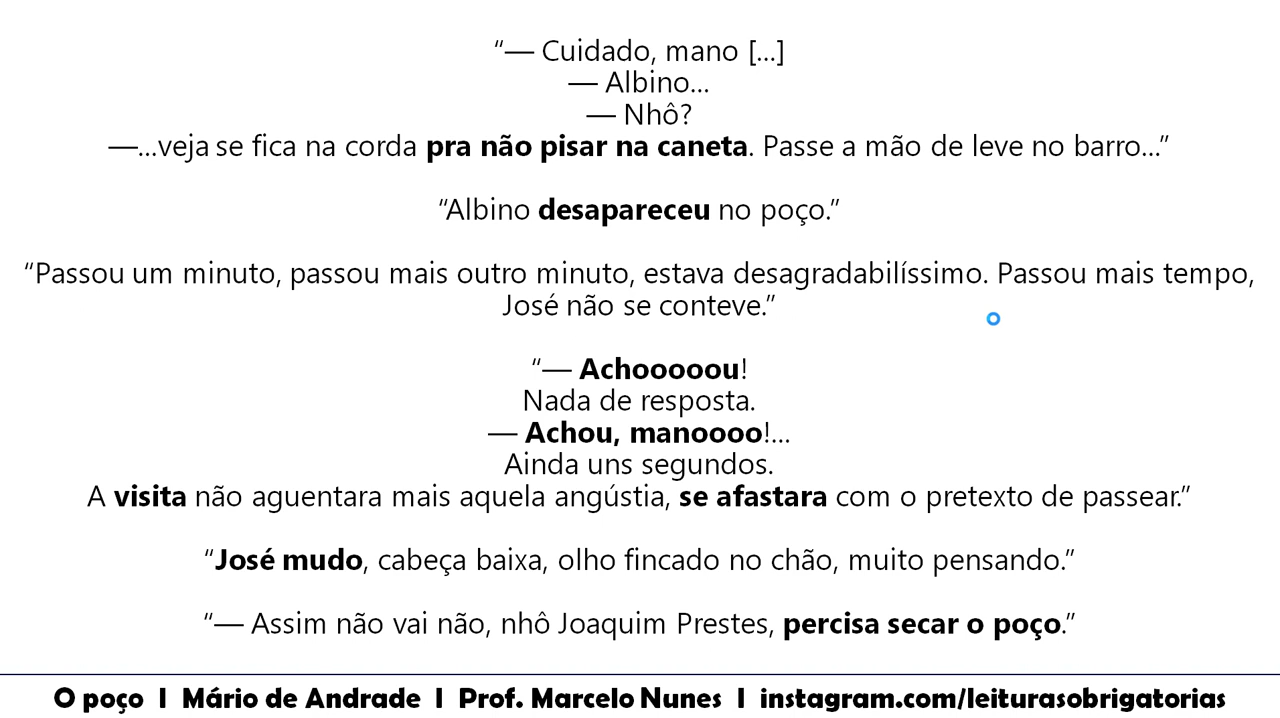 “— Cuidado, mano [...]
— Albino...
— Nhô?
—...veja se fica na corda pra não pisar na caneta. Passe a mão de leve no barro...”
“Albino desapareceu no poço.”
“Passou um minuto, passou mais outro minuto, estava desagradabilíssimo. Passou mais tempo,
José não se conteve.”
“— Achooooou!
Nada de resposta.
— Achou, manoooo!...
Ainda uns segundos.
A visita não aguentara mais aquela angústia, se afastara com o pretexto de passear.”
“José mudo, cabeça baixa, olho fincado no chão, muito pensando.”
“— Assim não vai não, nhô Joaquim Prestes, percisa secar o poço.”
O poço I Mário de Andrade I Prof. Marcelo Nunes I instagram.com/leiturasobrigatorias